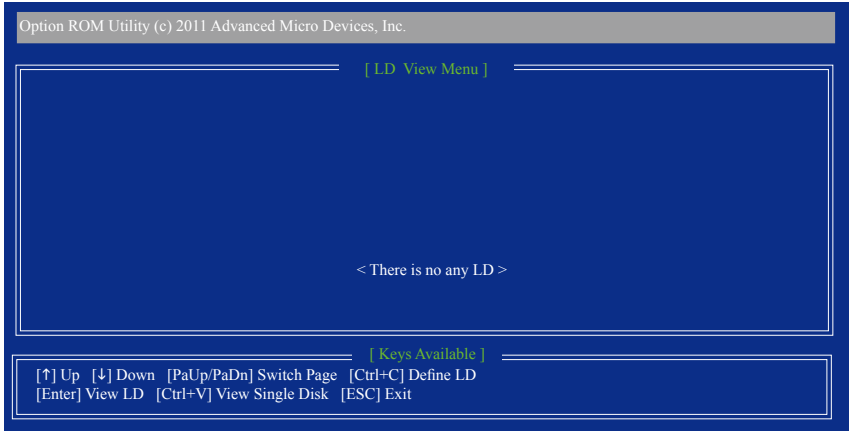 Option ROM Utility (c) 2011 Advanced Micro Devices, Inc.
[ LD View Menu ]
< There is no any LD >
[ Keys Available ]
[↑] Up [↓] Down [PaUp/PaDn] Switch Page [Ctrl+C] Define LD
[Enter] View LD [Ctrl+V] View Single Disk [ESC] Exit